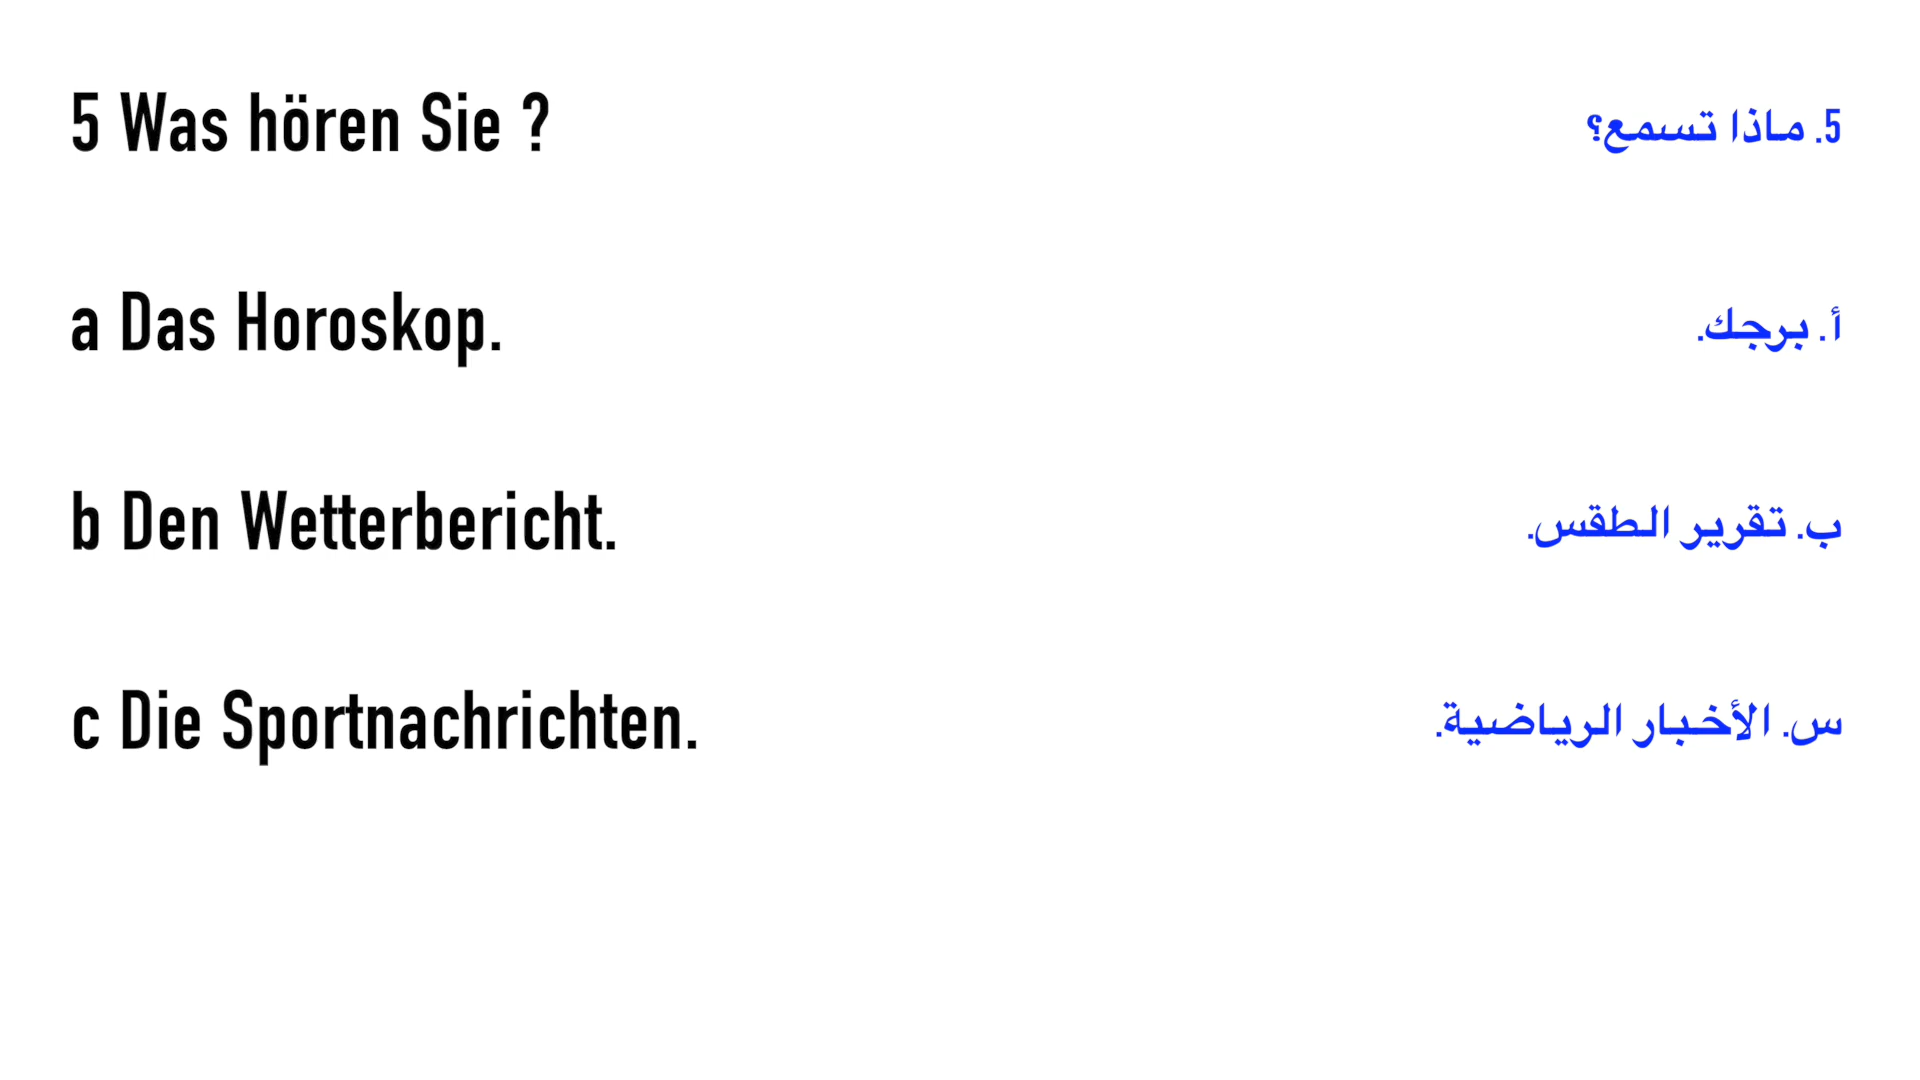 5 Was hören Sie ?
5. ماذا تسمع؟
a Das Horoskop.
أ. برجك.
b Den Wetterbericht.
ب. تقرير الطقس.
c Die Sportnachrichten.
س. الأخبار الرياضية.